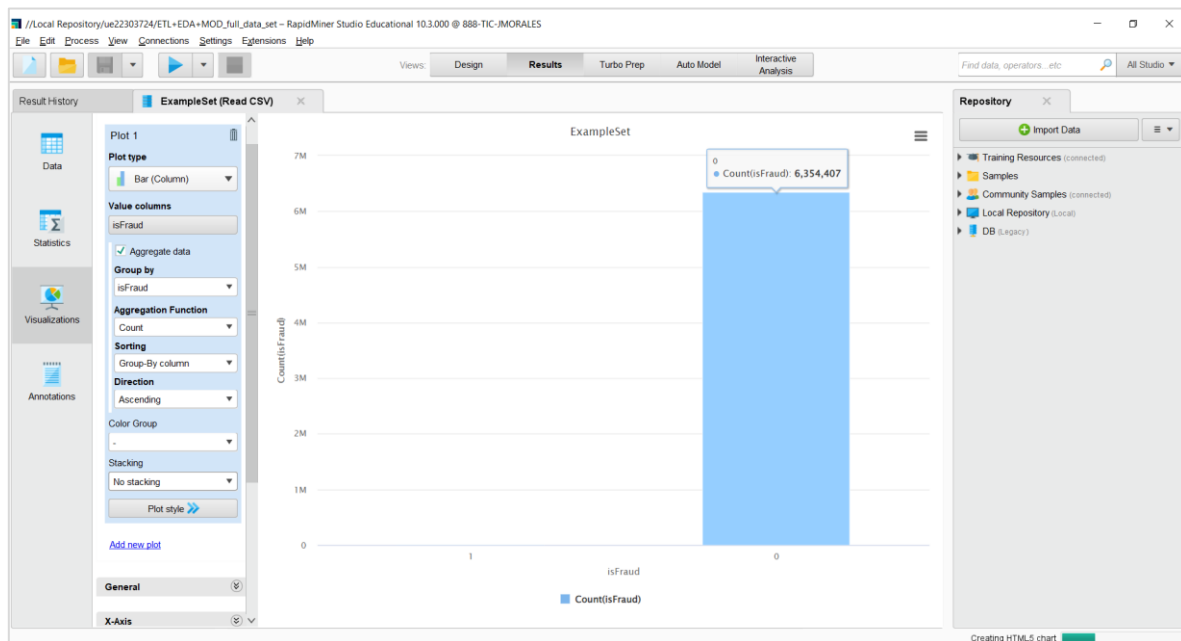 //Local Repository/ue22303724/ETL+EDA+MOD_full_data_set – RapidMiner Studio Educational 10.3.000 @ 888-TIC-JMORALES
File Edit Process View Connections Settings Extensions Help
Views: Design Results Turbo Prep Auto Model Interactive Analysis
Find data, operators...etc
All Studio
Result History
ExampleSet (Read CSV)
Data
Statistics
Visualizations
Annotations
Plot 1
Plot type
Bar (Column)
Value columns
isFraud
Aggregate data
Group by
isFraud
Aggregation Function
Count
Sorting
Group-By column
Direction
Ascending
Color Group
-
Stacking
No stacking
Plot style
Add new plot
General
X-Axis
ExampleSet
0
Count(isFraud): 6,354,407
7M
6M
5M
4M
3M
2M
1M
0
Count(isFraud)
1 0
isFraud
Count(isFraud)
Repository
Import Data
Training Resources (connected)
Samples
Community Samples (connected)
Local Repository (Local)
DB (Legacy)
Creating HTML5 chart